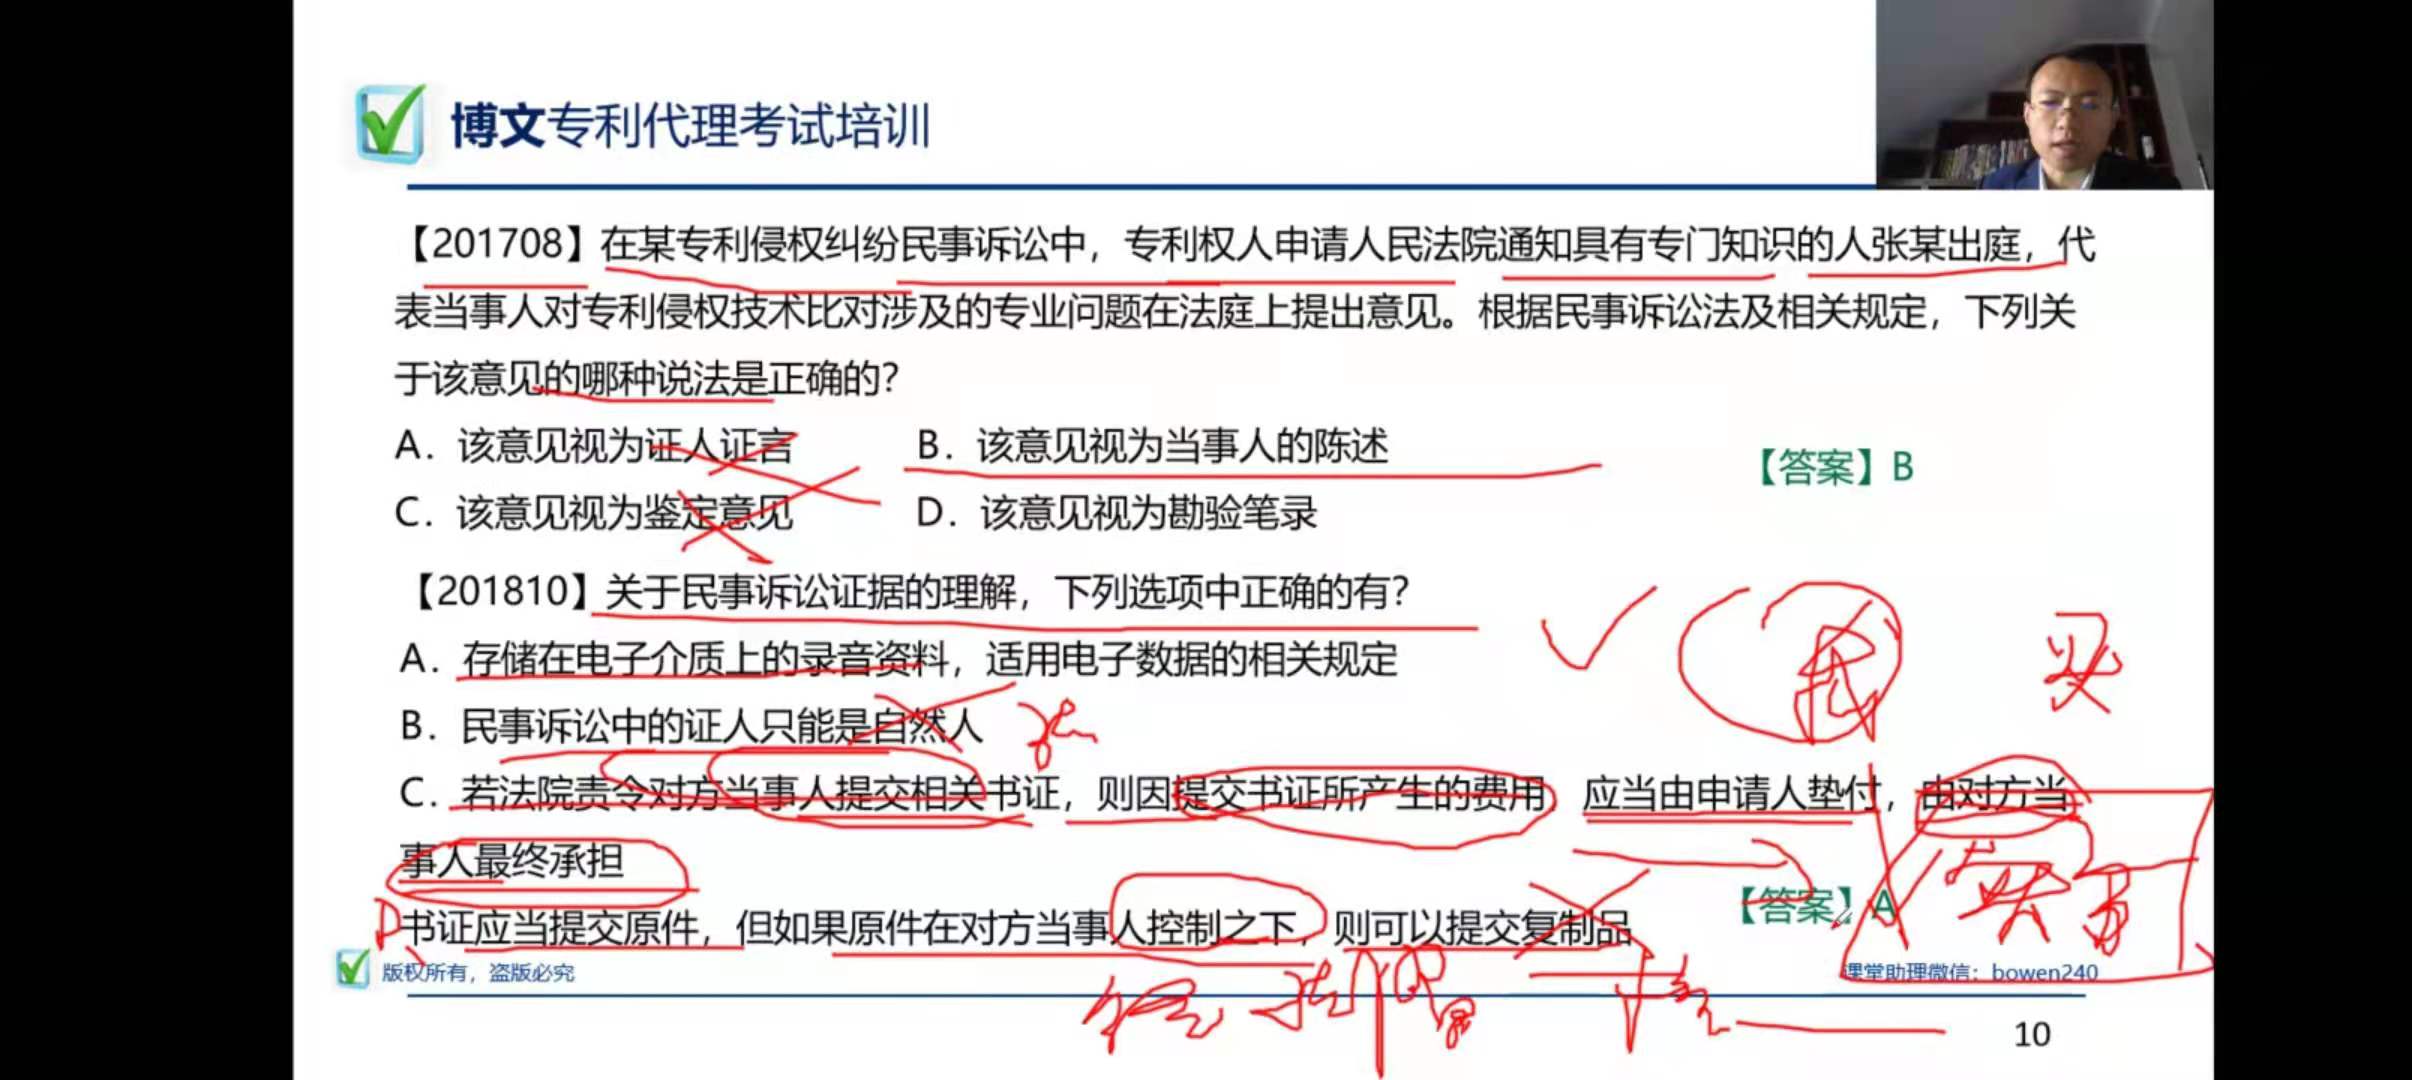 博文专利代理考试培训
【201708】在某专利侵权纠纷民事诉讼中，专利权人申请人民法院通知具有专门知识的人张某出庭，代
表当事人对专利侵权技术比对涉及的专业问题在法庭上提出意见。根据民事诉讼法及相关规定，下列关
于该意见的哪种说法是正确的？
A．该意见视为证人证言 B．该意见视为当事人的陈述
【答案】B
C．该意见视为鉴定意见 D．该意见视为勘验笔录
【201810】关于民事诉讼证据的理解，下列选项中正确的有？
A．存储在电子介质上的录音资料，适用电子数据的相关规定
B．民事诉讼中的证人只能是自然人
C．若法院责令对方当事人提交相关书证，则因提交书证所产生的费用 应当由申请人垫付，由对方当
事人最终承担
【答案】A
D书证应当提交原件，但如果原件在对方当事人控制之下，则可以提交复制品
版权所有，盗版必究
课堂助理微信：bowen240
10